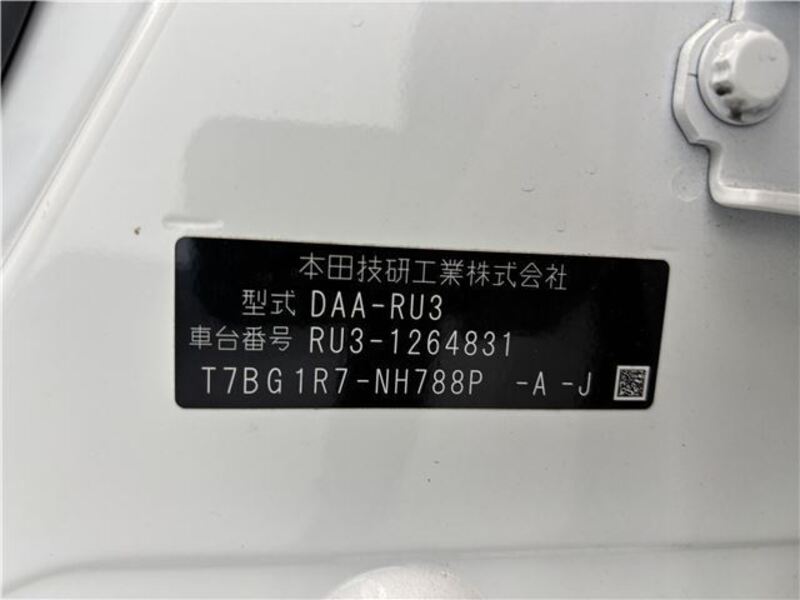 本田技研工業株式会社
型式 DAA-RU3
車台番号 RU3-1264831
T7BG1R7-NH788P -A -J